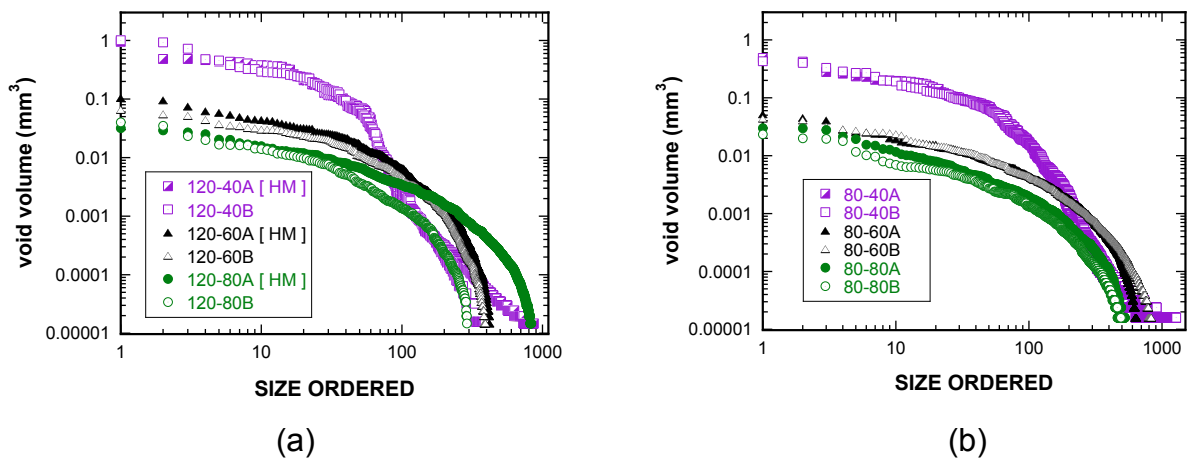 1
0.1
0.01
0.001
0.0001
0.00001
void volume (mm³)
120-40A [ HM ]
120-40B
120-60A [ HM ]
120-60B
120-80A [ HM ]
120-80B
1 10 100 1000
SIZE ORDERED
(a)
1
0.1
0.01
0.001
0.0001
0.00001
void volume (mm³)
80-40A
80-40B
80-60A
80-60B
80-80A
80-80B
1 10 100 1000
SIZE ORDERED
(b)